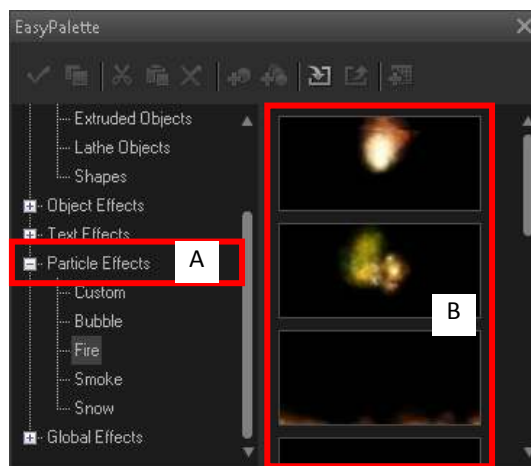 EasyPalette
Extruded Objects
Lathe Objects
Shapes
Object Effects
Text Effects
Particle Effects
A
Custom
Bubble
B
Fire
Smoke
Snow
Global Effects